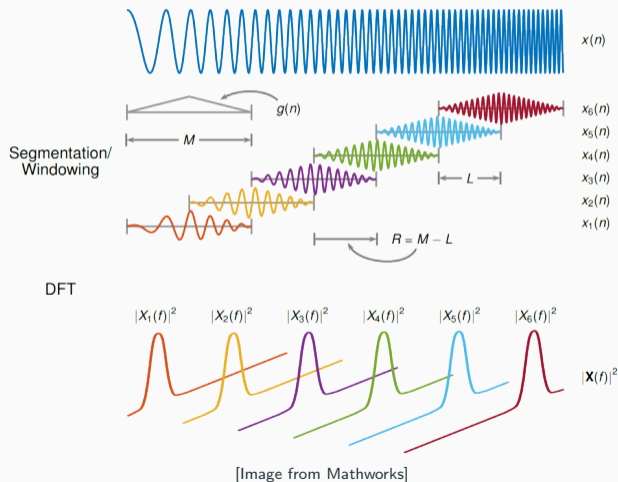 x(n)
g(n)
M
Segmentation/
Windowing
x₆(n)
x₅(n)
x₄(n)
L
x₃(n)
x₂(n)
x₁(n)
R = M − L
DFT
|X₁(f)|² |X₂(f)|² |X₃(f)|² |X₄(f)|² |X₅(f)|² |X₆(f)|²
|X(f)|²
[Image from Mathworks]